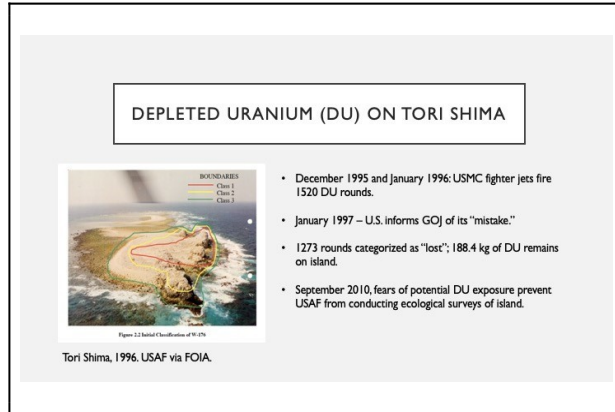 DEPLETED URANIUM (DU) ON TORI SHIMA
BOUNDARIES
Class 1
Class 2
Class 3
Figure 2.2 Initial Classification of W-176
Tori Shima, 1996. USAF via FOIA.
• December 1995 and January 1996: USMC fighter jets fire
1520 DU rounds.
• January 1997 – U.S. informs GOJ of its “mistake.”
• 1273 rounds categorized as “lost”; 188.4 kg of DU remains
on island.
• September 2010, fears of potential DU exposure prevent
USAF from conducting ecological surveys of island.